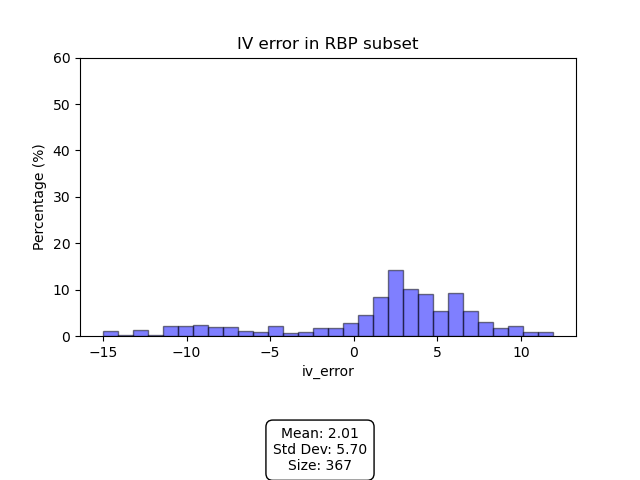 IV error in RBP subset
60
50
40
30
20
10
0
Percentage (%)
−15
−10
−5
0
5
10
iv_error
Mean: 2.01
Std Dev: 5.70
Size: 367